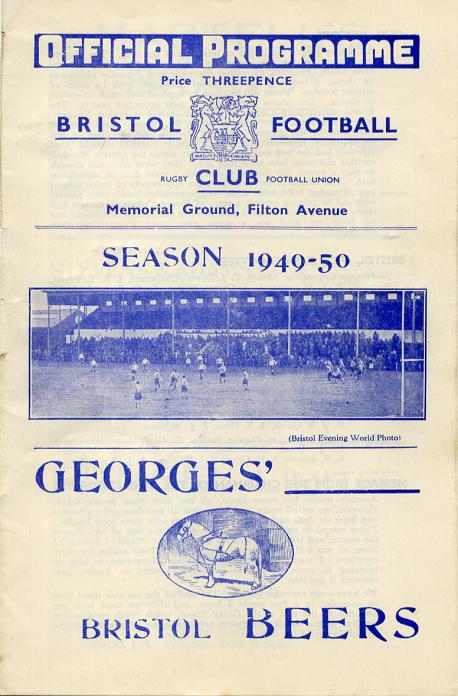 OFFICIAL PROGRAMME
Price THREEPENCE
BRISTOL FOOTBALL
RUGBY CLUB FOOTBALL UNION
Memorial Ground, Filton Avenue
SEASON 1949-50
(Bristol Evening World Photo)
GEORGES'
BRISTOL BEERS